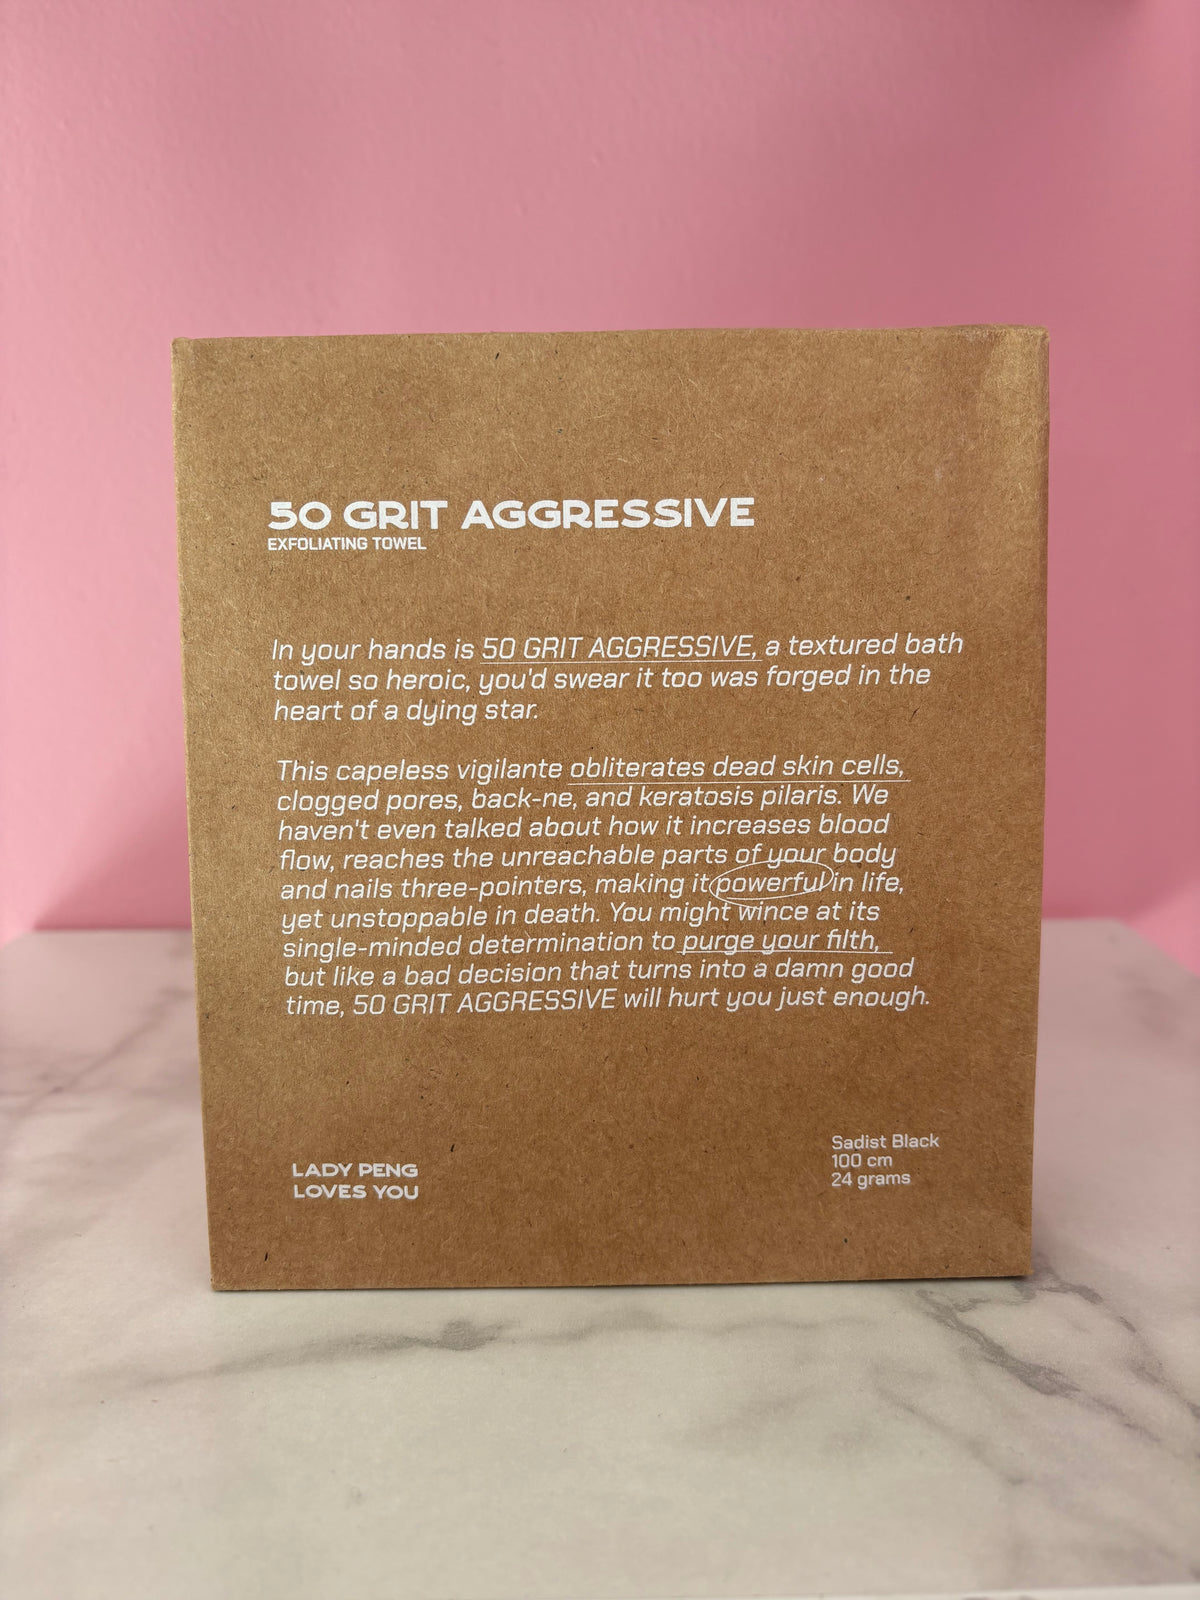 50 GRIT AGGRESSIVE
EXFOLIATING TOWEL
In your hands is 50 GRIT AGGRESSIVE, a textured bath
towel so heroic, you'd swear it too was forged in the
heart of a dying star.
This capeless vigilante obliterates dead skin cells,
clogged pores, back-ne, and keratosis pilaris. We
haven't even talked about how it increases blood
flow, reaches the unreachable parts of your body
and nails three-pointers, making it powerful in life,
yet unstoppable in death. You might wince at its
single-minded determination to purge your filth,
but like a bad decision that turns into a damn good
time, 50 GRIT AGGRESSIVE will hurt you just enough.
LADY PENG
LOVES YOU
Sadist Black
100 cm
24 grams